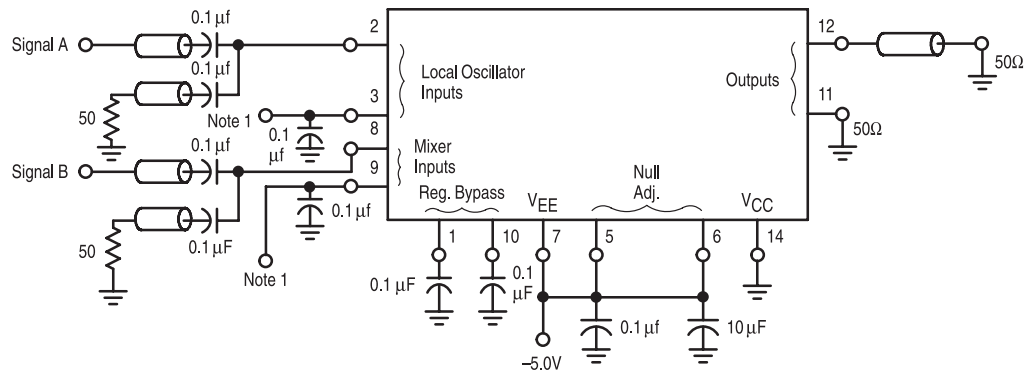 0.1 μf
Signal A
2
12
0.1 μf
50Ω
Local Oscillator
Inputs
Outputs
3
11
50
Note 1
8
0.1
μf
50Ω
0.1 μf
Mixer
Inputs
Signal B
9
Null
Adj.
Reg. Bypass
VEE
VCC
0.1 μf
0.1 μF
50
1
10
7
5
6
14
Note 1
0.1 μF
0.1
μF
0.1 μf
10 μF
–5.0V